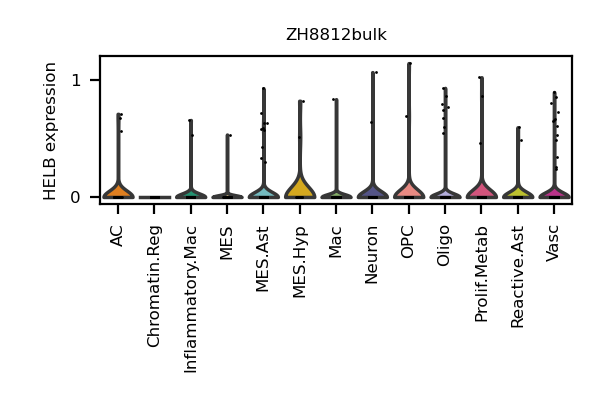 ZH8812bulk
HELB expression
1
0
AC
Chromatin.Reg
Inflammatory.Mac
MES
MES.Ast
MES.Hyp
Mac
Neuron
OPC
Oligo
Prolif.Metab
Reactive.Ast
Vasc